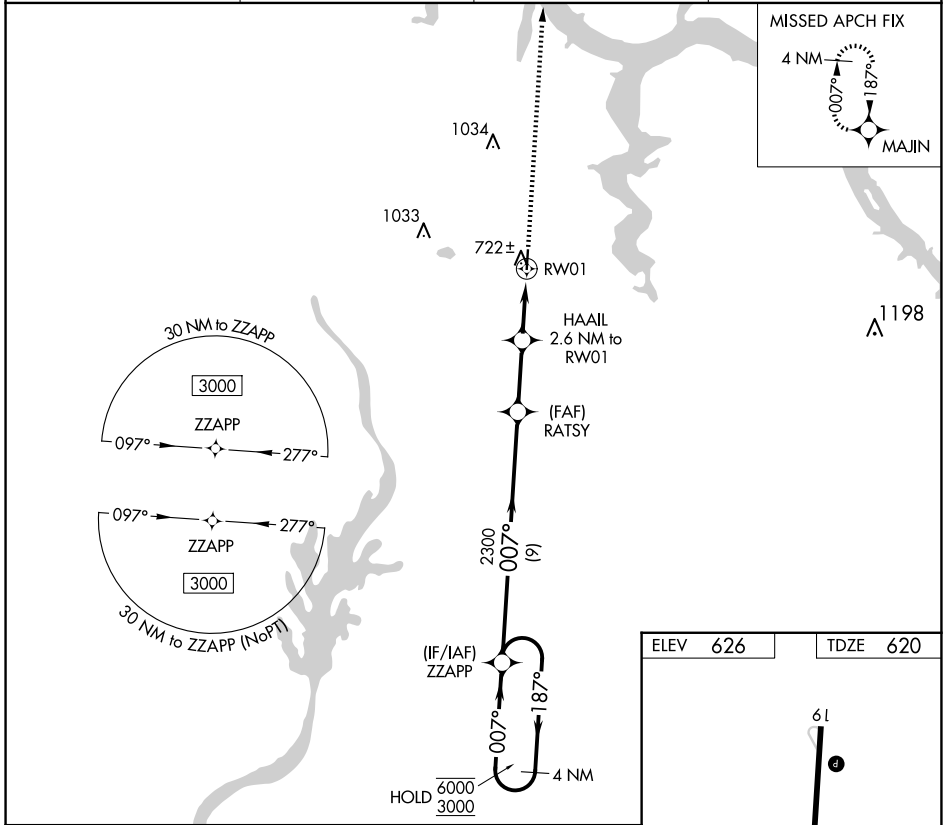 MISSED APCH FIX
4 NM
007°
187°
MAJIN
1034
1033
722±
RW01
1198
HAAIL
2.6 NM to
RW01
(FAF)
RATSY
30 NM to ZZAPP
3000
ZZAPP
097°
277°
097°
277°
ZZAPP
3000
30 NM to ZZAPP (NoPT)
2300
007°
(9)
(IF/IAF)
ZZAPP
007°
187°
4 NM
HOLD 6000
3000
ELEV 626
TDZE 620
19
P